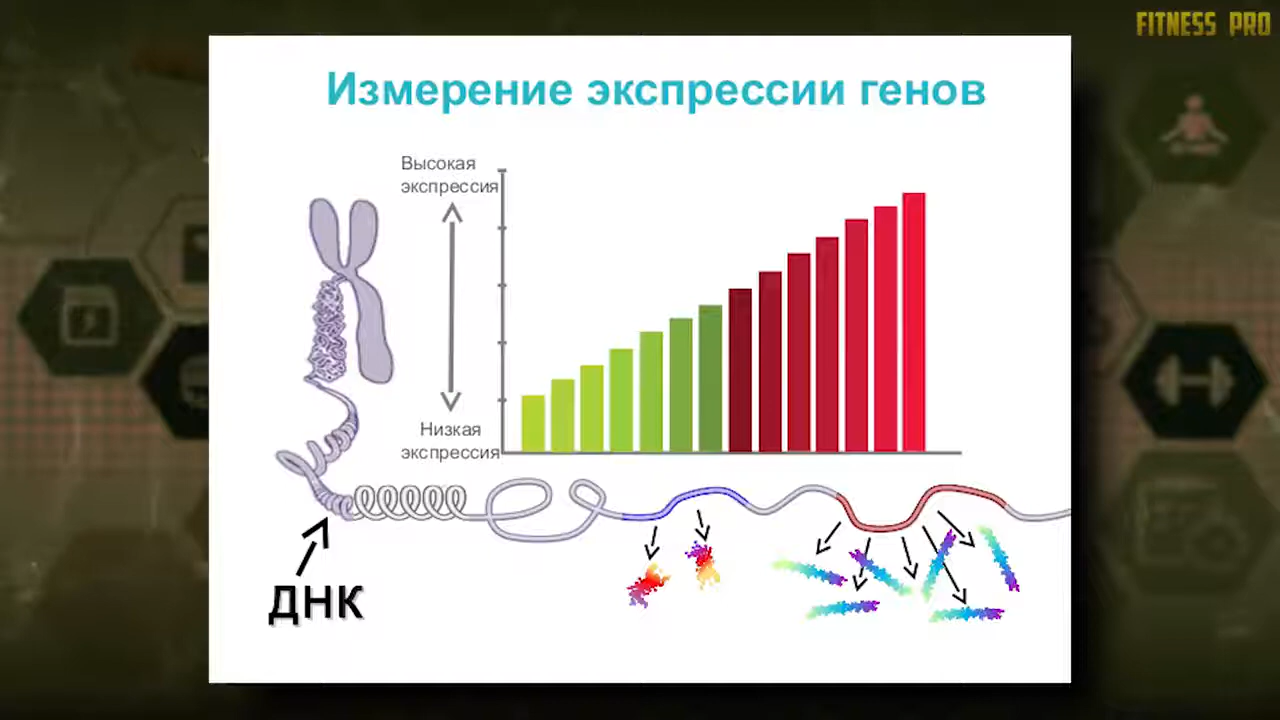 FITNESS PRO
Измерение экспрессии генов
Высокая
экспрессия
Низкая
экспрессия
ДНК